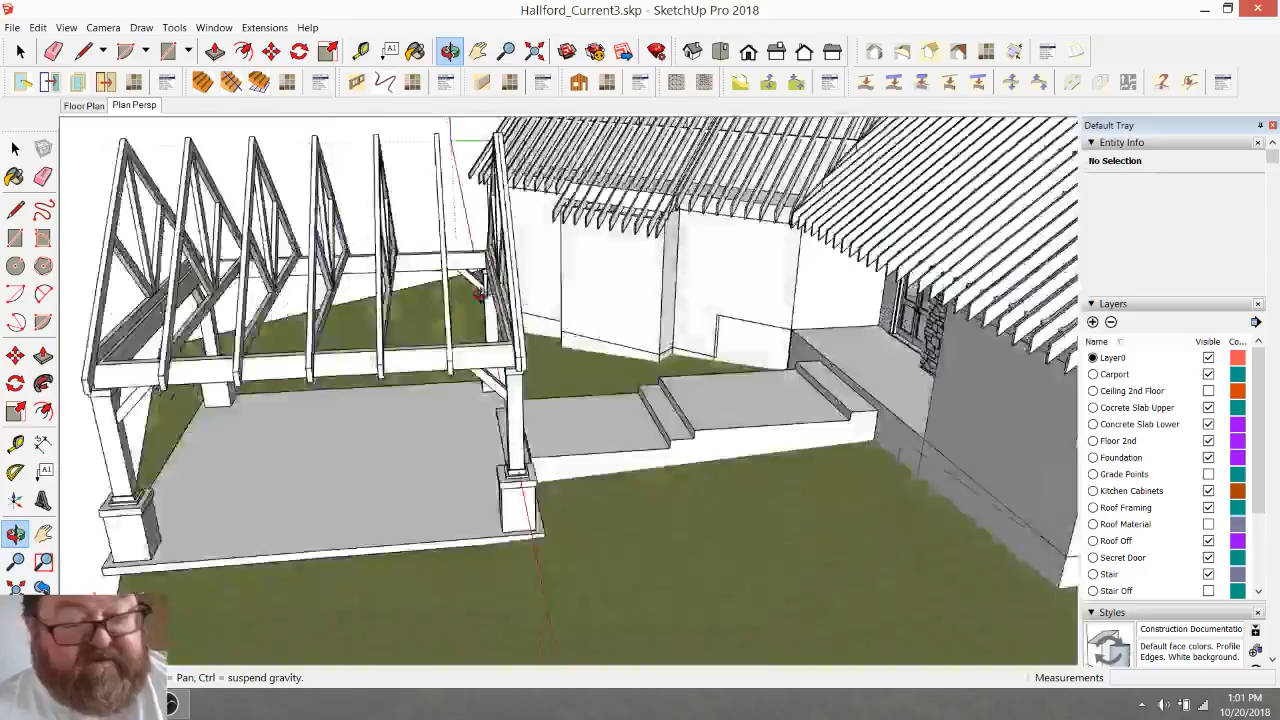 Hallford_Current3.skp - SketchUp Pro 2018
File Edit View Camera Draw Tools Window Extensions Help
Floor Plan Plan Persp
Default Tray
Entity Info
No Selection
Layers
Name Visible Co...
Layer0
Carport
Ceiling 2nd Floor
Cocrete Slab Upper
Concrete Slab Lower
Floor 2nd
Foundation
Grade Points
Kitchen Cabinets
Roof Framing
Roof Material
Roof Off
Secret Door
Stair
Stair Off
Styles
Construction Documentatio
Default face colors. Profile
Edges. White background.
= Pan, Ctrl = suspend gravity.
Measurements
1:01 PM
10/20/2018